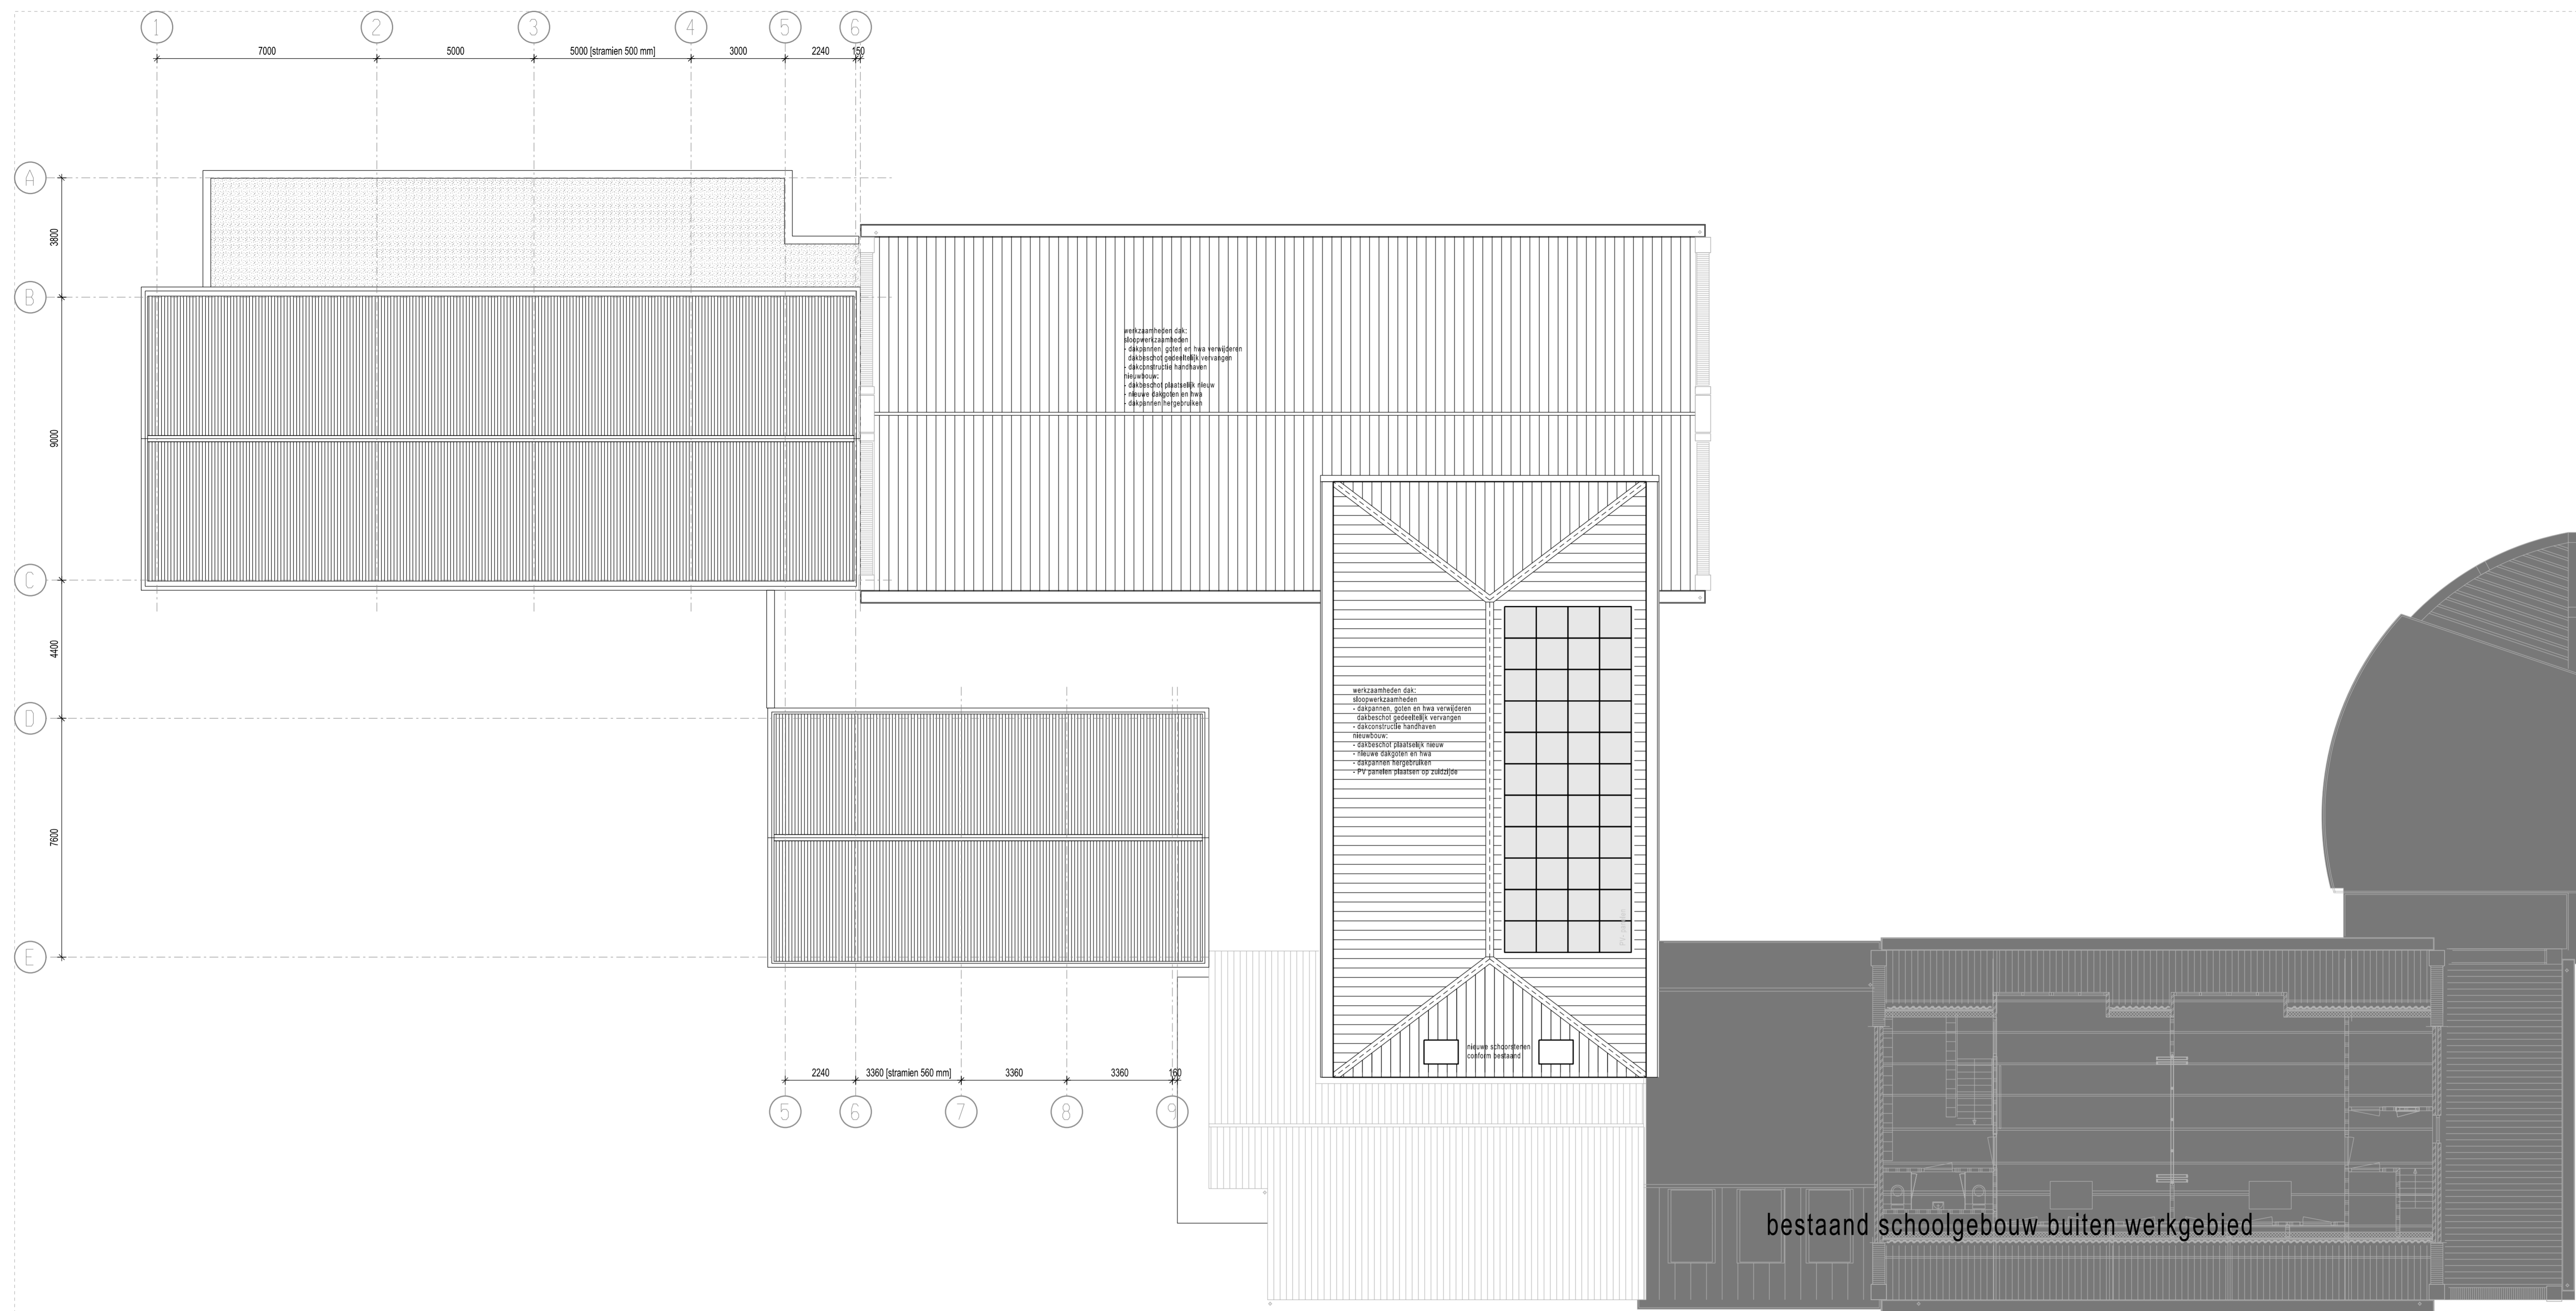 1 2 3 4 5 6
7000 5000 5000 [stramien 500 mm] 3000 2240 150
A
3800
B
9000
C
4400
D
7600
E
werkzaamheden dak:
sloopwerkzaamheden
- dakpannen, goten en hwa verwijderen
dakbeschot gedeeltelijk vervangen
- dakconstructie handhaven
nieuwbouw:
- dakbeschot plaatselijk nieuw
- nieuwe dakgoten en hwa
- dakpannen hergebruiken
werkzaamheden dak:
sloopwerkzaamheden
- dakpannen, goten en hwa verwijderen
dakbeschot gedeeltelijk vervangen
- dakconstructie handhaven
nieuwbouw:
- dakbeschot plaatselijk nieuw
- nieuwe dakgoten en hwa
- dakpannen hergebruiken
- PV panelen plaatsen op zuidzijde
nieuwe schoorstenen
conform bestaand
2240 3360 [stramien 560 mm] 3360 3360 160
5 6 7 8 9
bestaand schoolgebouw buiten werkgebied